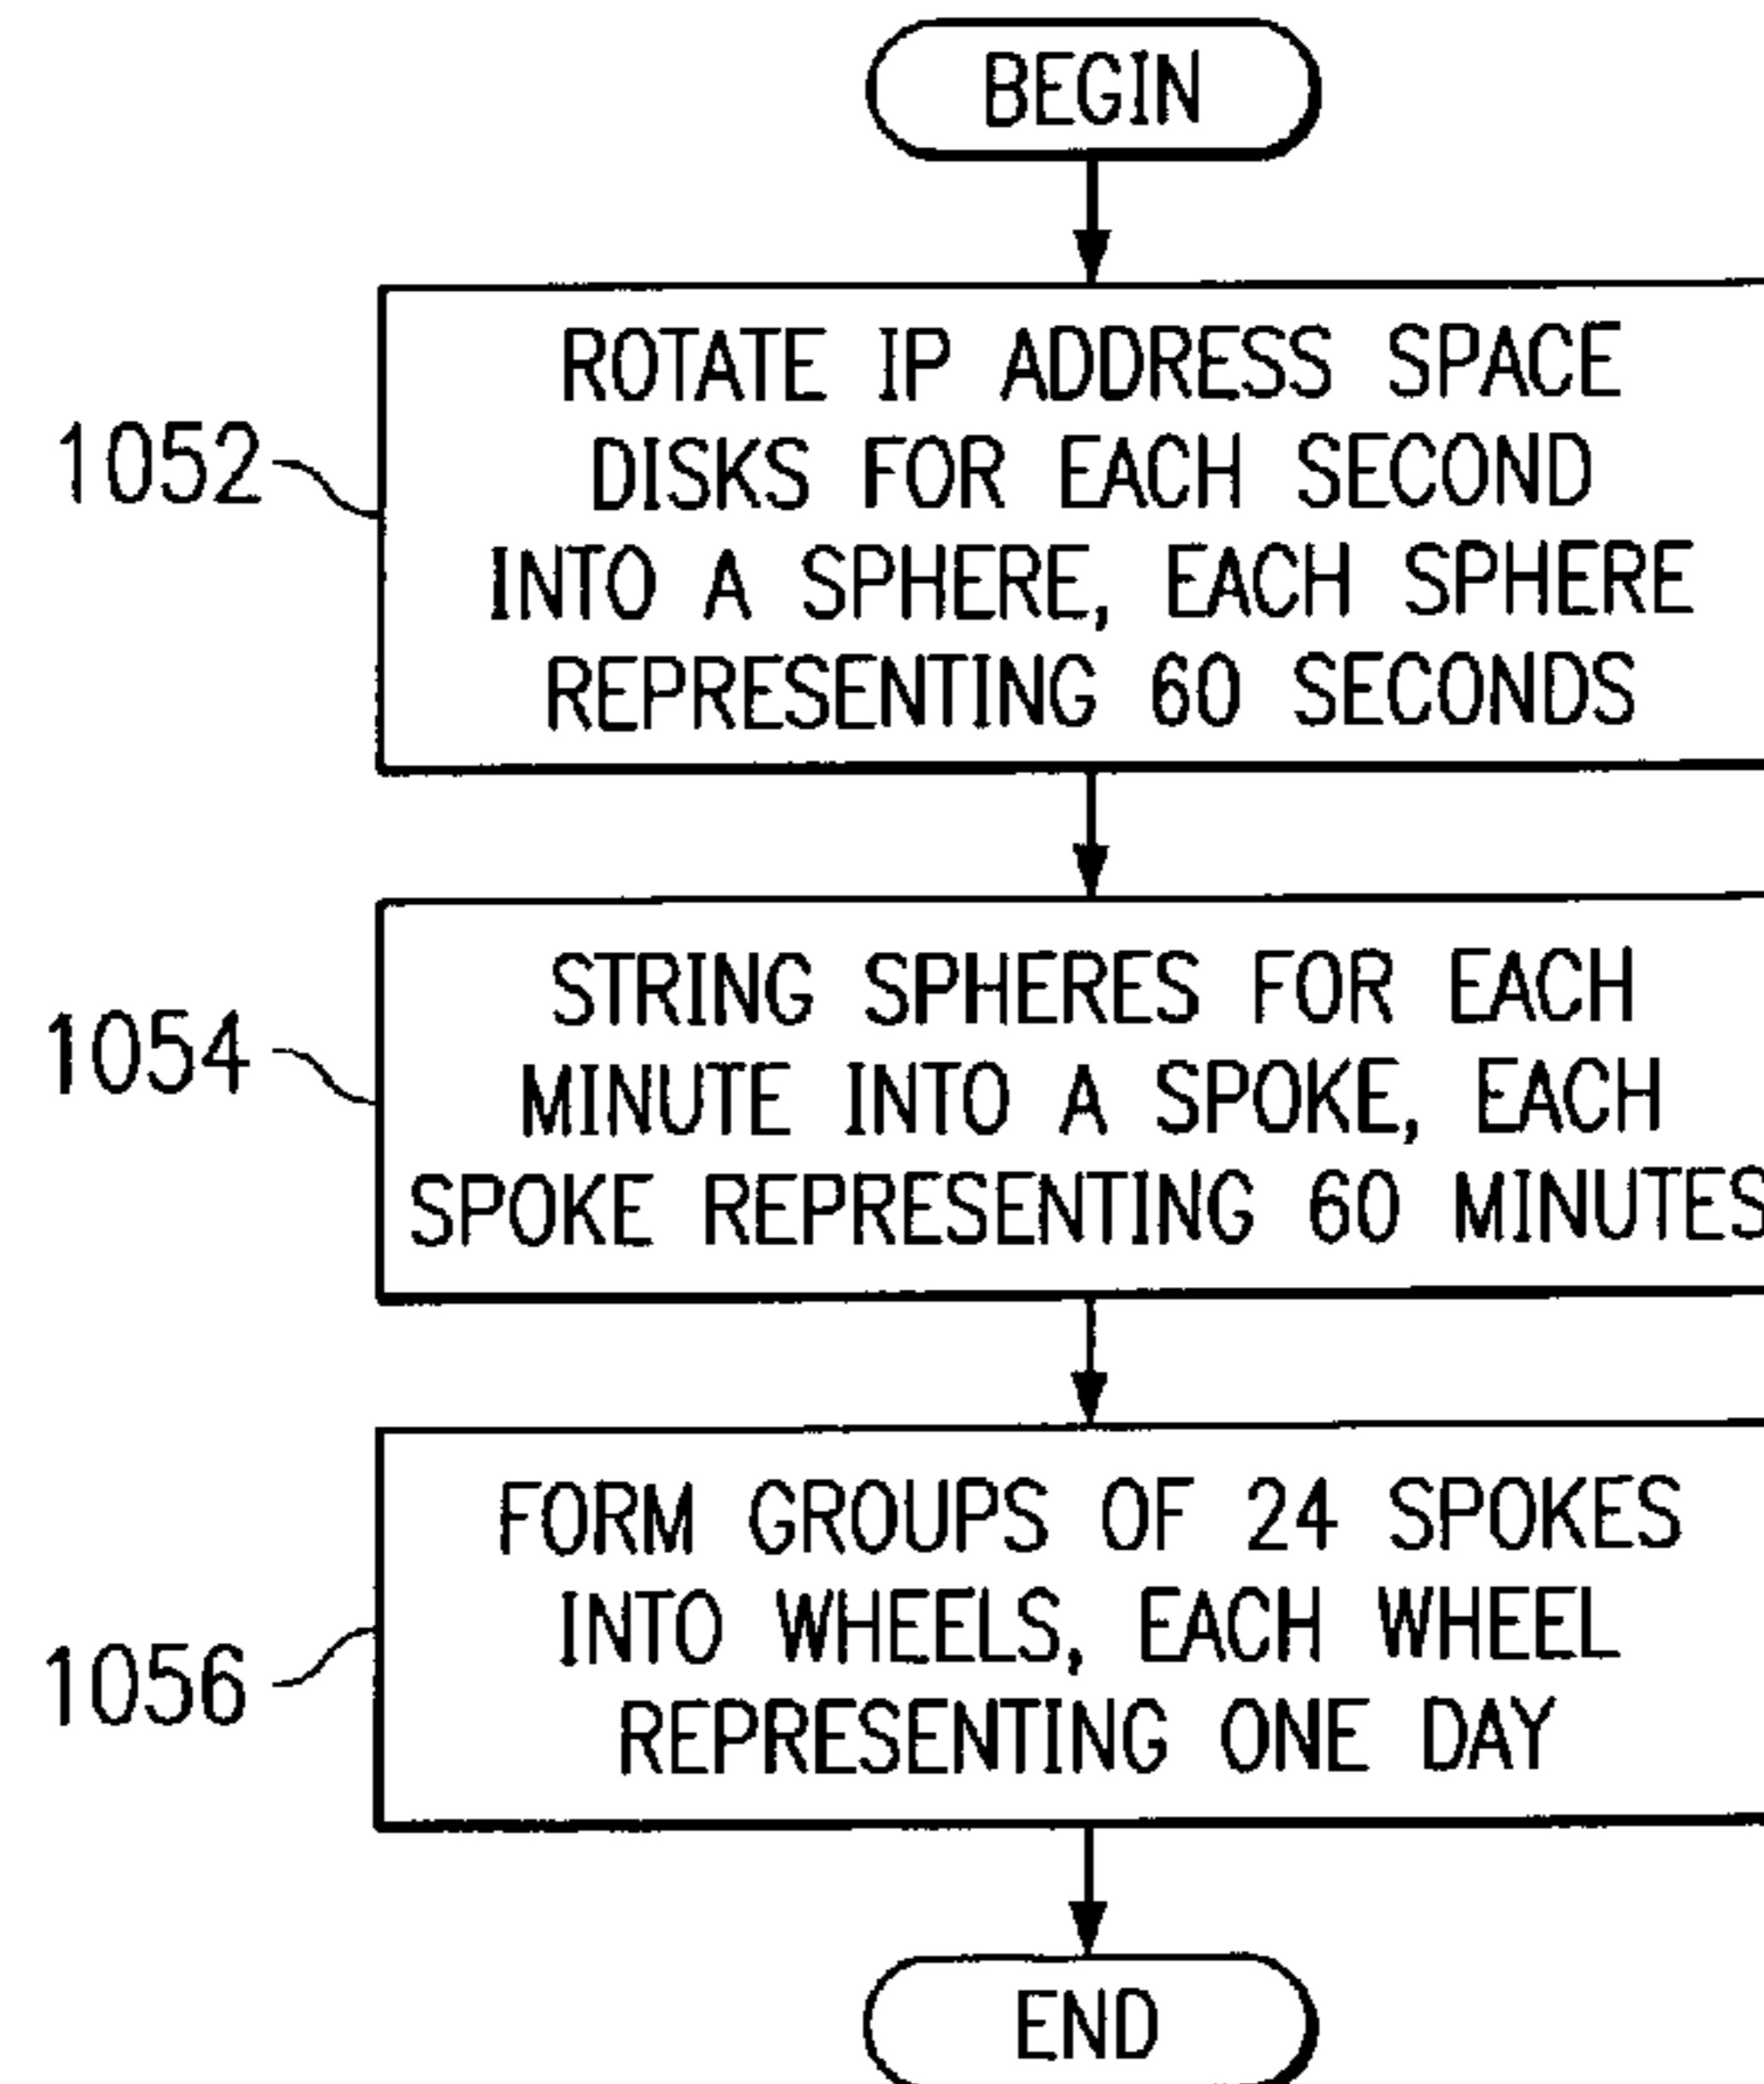 BEGIN
1052
ROTATE IP ADDRESS SPACE
DISKS FOR EACH SECOND
INTO A SPHERE, EACH SPHERE
REPRESENTING 60 SECONDS
1054
STRING SPHERES FOR EACH
MINUTE INTO A SPOKE, EACH
SPOKE REPRESENTING 60 MINUTES
1056
FORM GROUPS OF 24 SPOKES
INTO WHEELS, EACH WHEEL
REPRESENTING ONE DAY
END